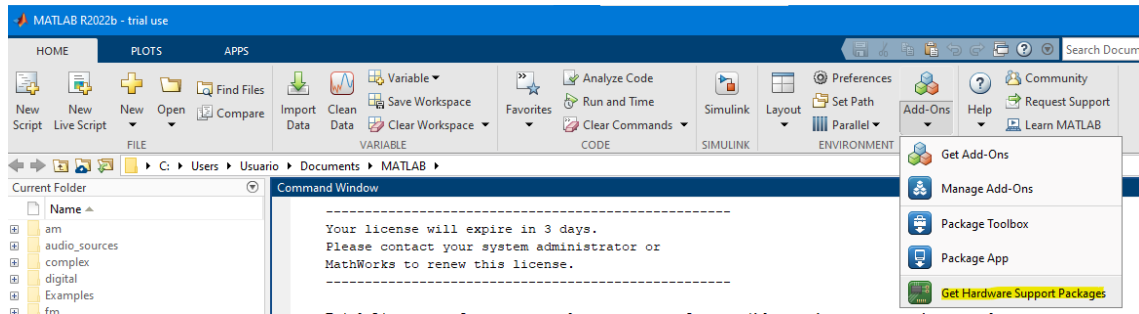 MATLAB R2022b - trial use
HOME PLOTS APPS
Search Docum
New Script
New Live Script
New
Open
Find Files
Compare
Import Data
Clean Data
Variable
Save Workspace
Clear Workspace
Favorites
Analyze Code
Run and Time
Clear Commands
Simulink
Layout
Preferences
Set Path
Parallel
Add-Ons
Help
Community
Request Support
Learn MATLAB
FILE VARIABLE CODE SIMULINK ENVIRONMENT
C: Users Usuario Documents MATLAB
Current Folder
Name
am
audio_sources
complex
digital
Examples
fm
Command Window
Your license will expire in 3 days.
Please contact your system administrator or
MathWorks to renew this license.
Get Add-Ons
Manage Add-Ons
Package Toolbox
Package App
Get Hardware Support Packages